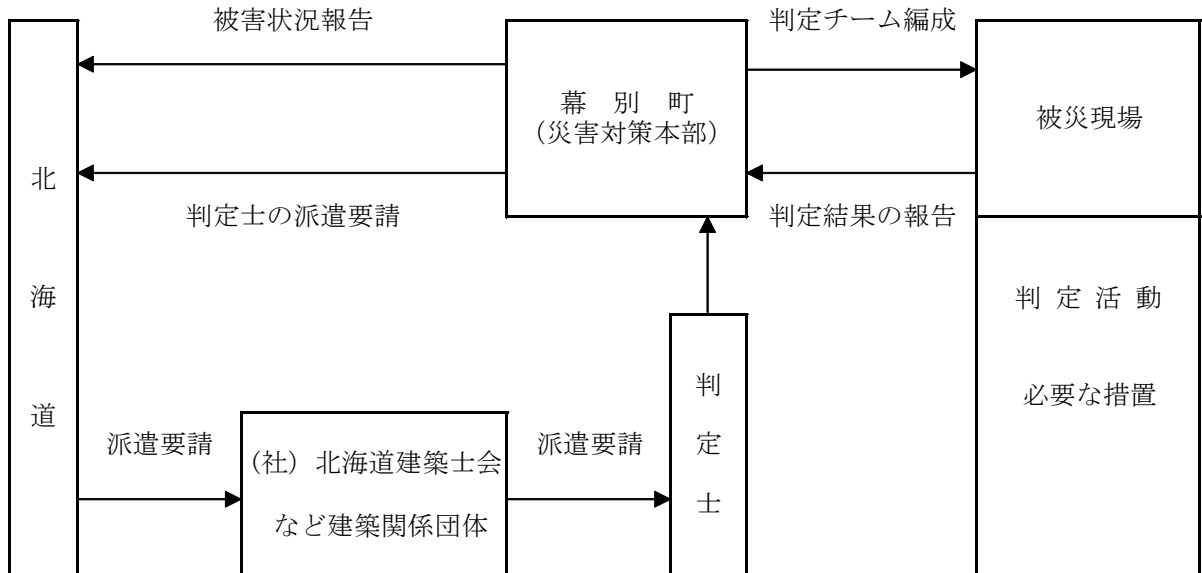 被害状況報告
判定チーム編成
幕 別 町
(災害対策本部)
被災現場
北海道
判定士の派遣要請
判定結果の報告
判 定 活 動
必要な措置
判定士
派遣要請
(社) 北海道建築士会
など建築関係団体
派遣要請